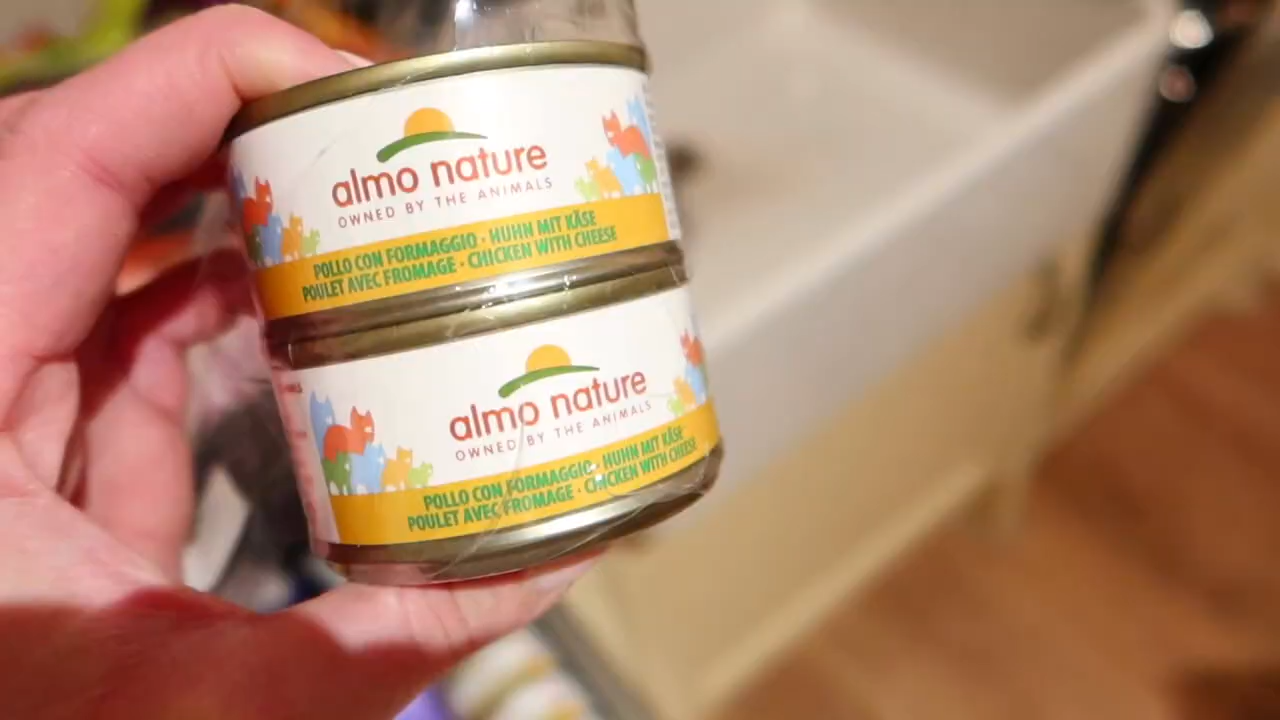 almo nature
OWNED BY THE ANIMALS
POLLO CON FORMAGGIO · HUHN MIT KÄSE
POULET AVEC FROMAGE · CHICKEN WITH CHEESE
almo nature
OWNED BY THE ANIMALS
POLLO CON FORMAGGIO · HUHN MIT KÄSE
POULET AVEC FROMAGE · CHICKEN WITH CHEESE